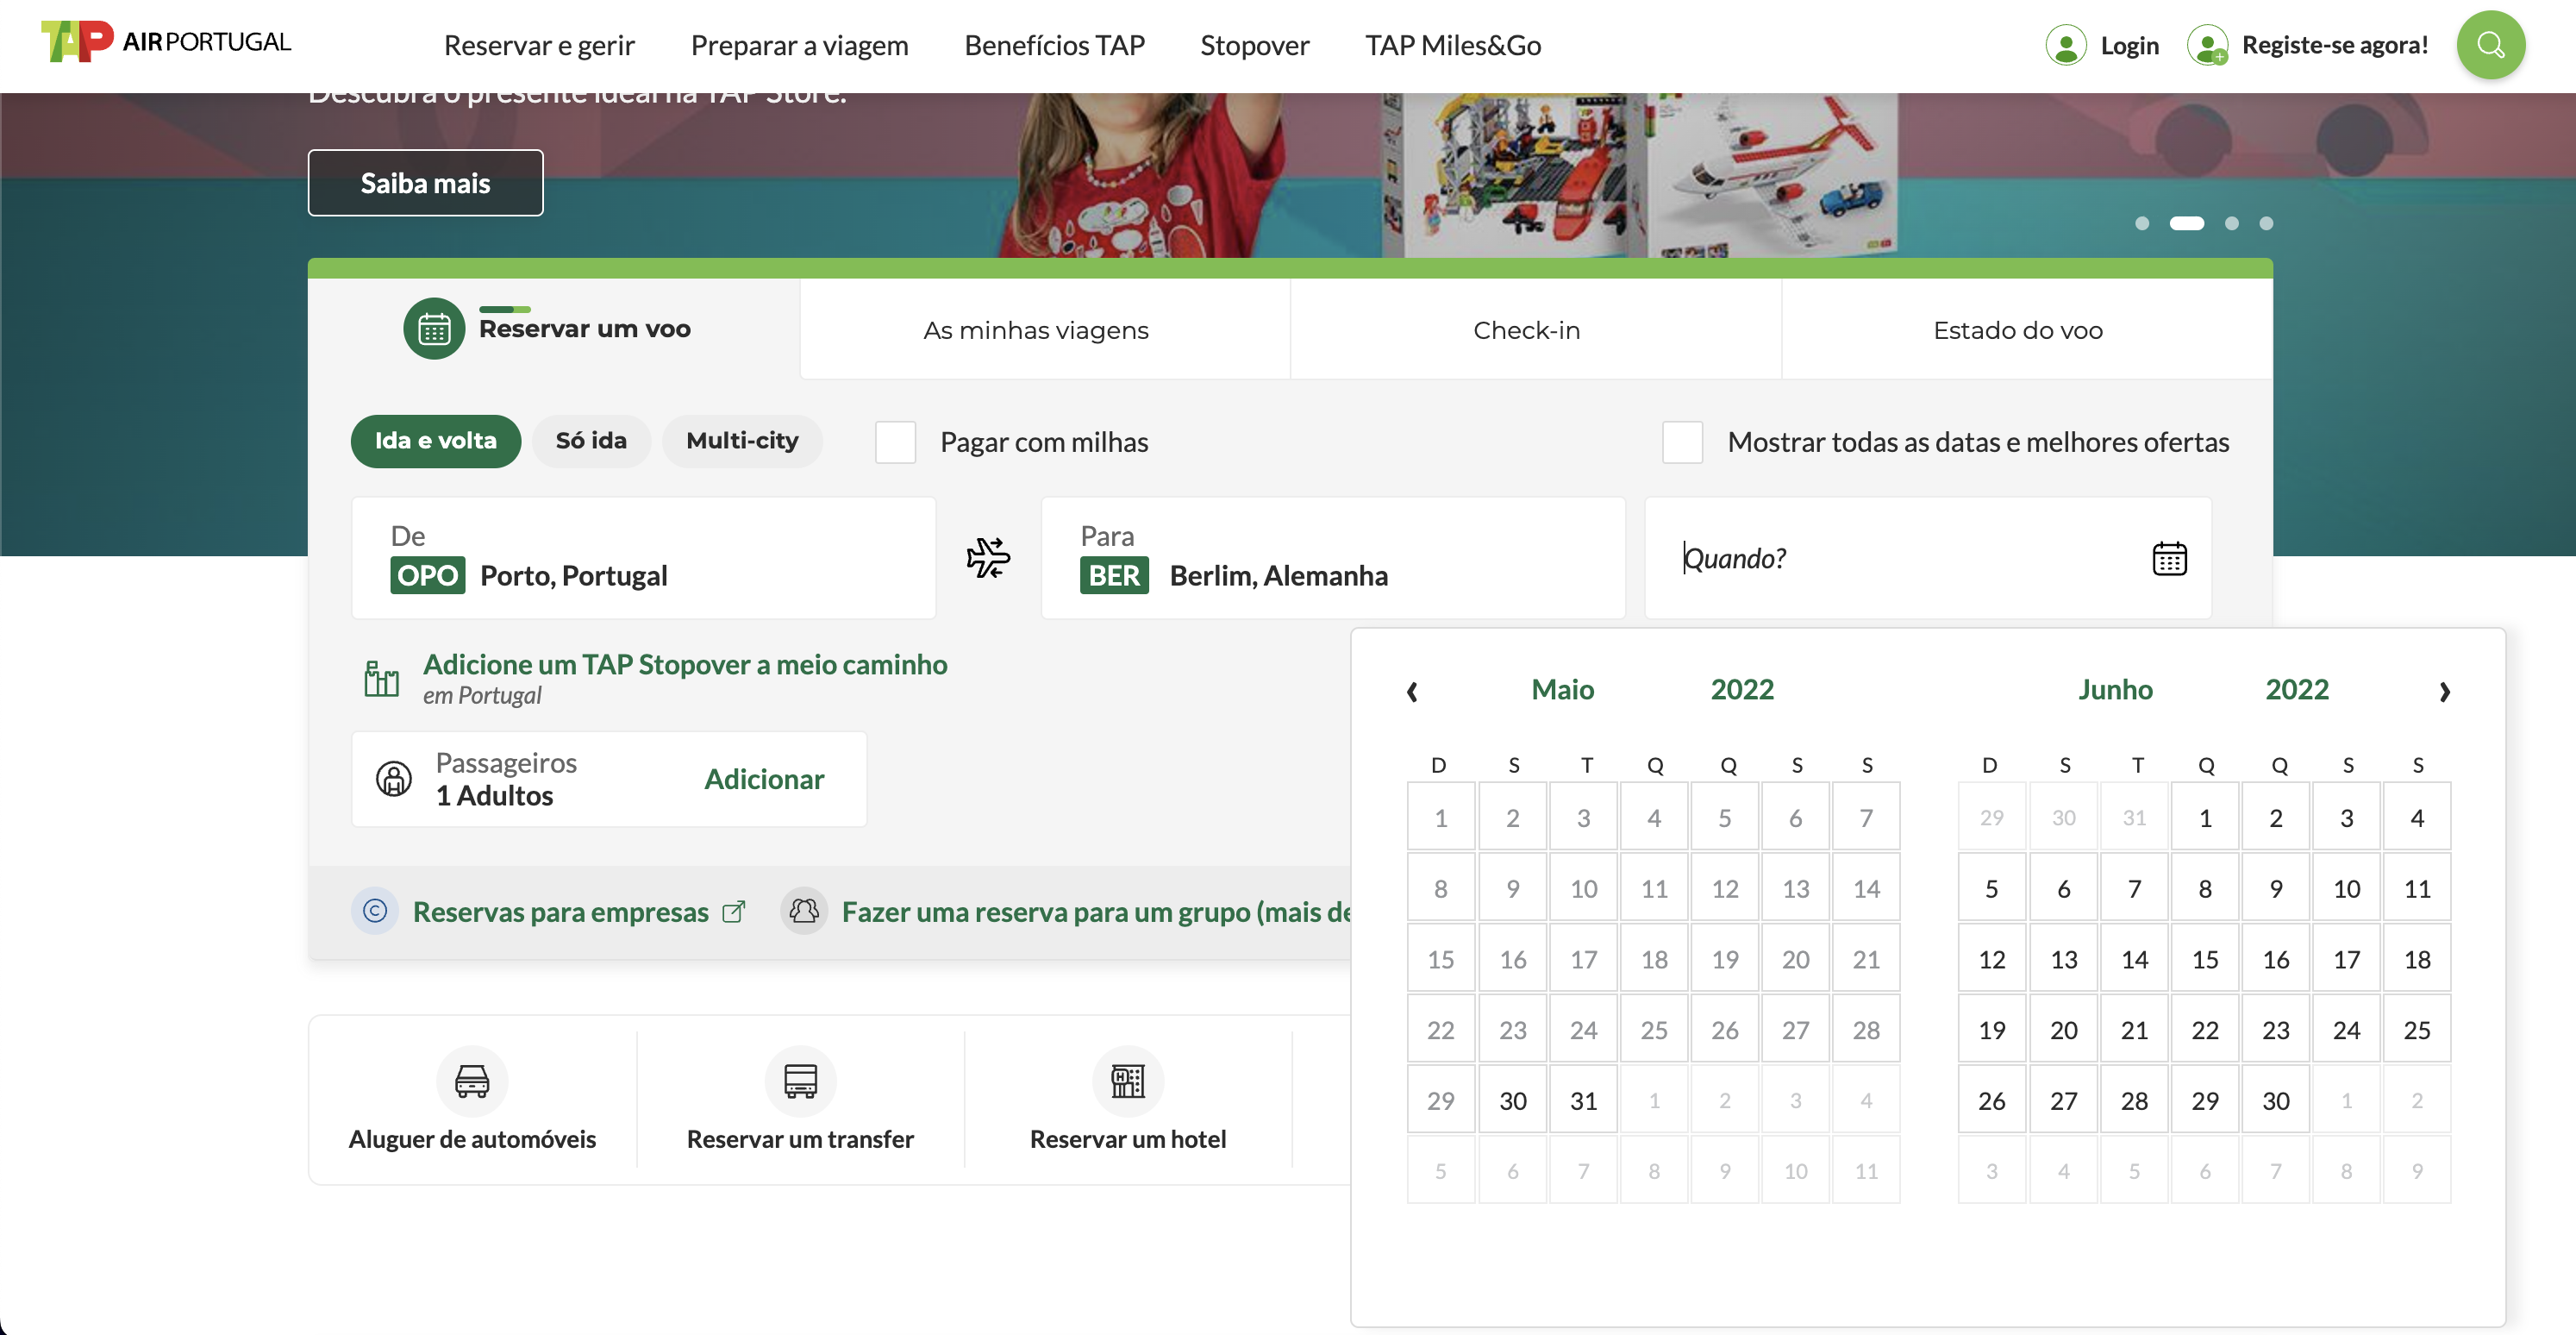 TAP AIRPORTUGAL
Reservar e gerir
Preparar a viagem
Benefícios TAP
Stopover
TAP Miles&Go
Login
Registe-se agora!
Descubra o presente ideal na TAP Store.
Saiba mais
Reservar um voo
As minhas viagens
Check-in
Estado do voo
Ida e volta
Só ida
Multi-city
Pagar com milhas
Mostrar todas as datas e melhores ofertas
De
OPO Porto, Portugal
Para
BER Berlim, Alemanha
Quando?
Adicione um TAP Stopover a meio caminho
em Portugal
Passageiros
1 Adultos
Adicionar
Reservas para empresas
Fazer uma reserva para um grupo (mais de
Aluguer de automóveis
Reservar um transfer
Reservar um hotel
Maio 2022
D S T Q Q S S
1 2 3 4 5 6 7
8 9 10 11 12 13 14
15 16 17 18 19 20 21
22 23 24 25 26 27 28
29 30 31 1 2 3 4
5 6 7 8 9 10 11
Junho 2022
D S T Q Q S S
29 30 31 1 2 3 4
5 6 7 8 9 10 11
12 13 14 15 16 17 18
19 20 21 22 23 24 25
26 27 28 29 30 1 2
3 4 5 6 7 8 9